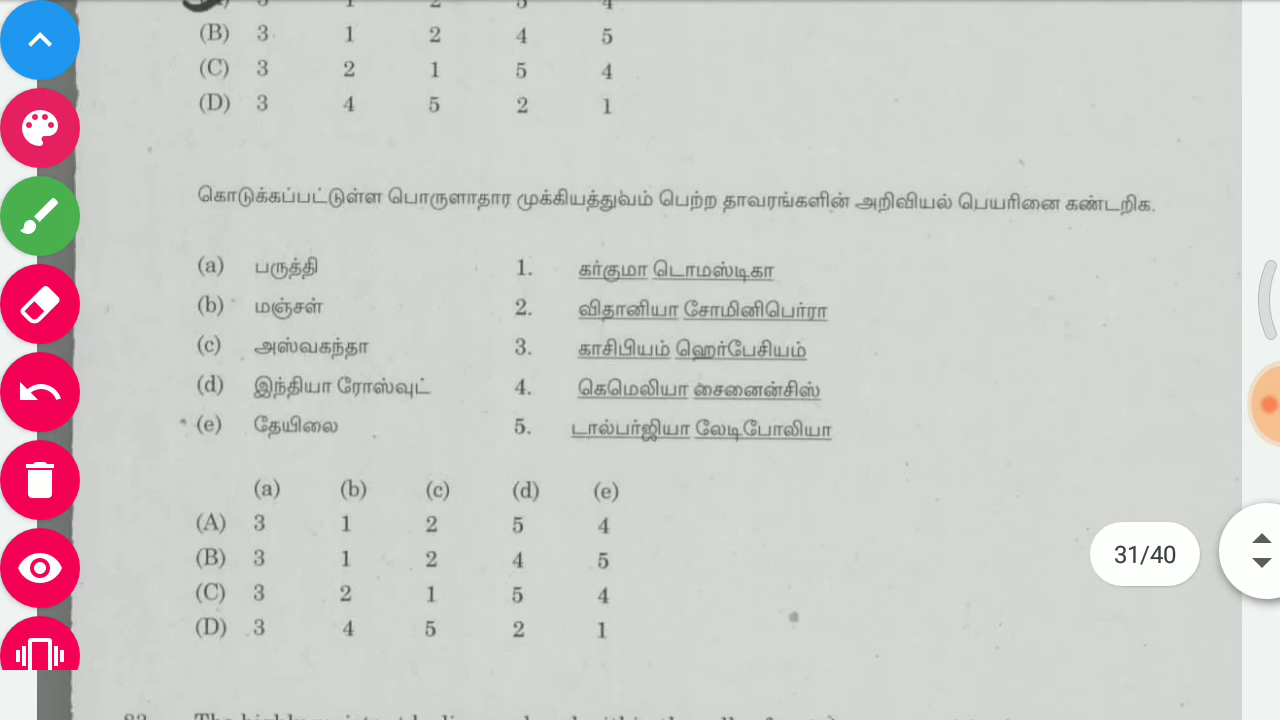 (B) 3 1 2 4 5
(C) 3 2 1 5 4
(D) 3 4 5 2 1
கொடுக்கப்பட்டுள்ள பொருளாதார முக்கியத்துவம் பெற்ற தாவரங்களின் அறிவியல் பெயரினை கண்டறிக.
(a) பருத்தி 1. கர்குமா டொமஸ்டிகா
(b) மஞ்சள் 2. விதானியா சோமினிபெர்ரா
(c) அஸ்வகந்தா 3. காசிபியம் ஹெர்பேசியம்
(d) இந்தியா ரோஸ்வுட் 4. கெமெலியா சைனைன்சிஸ்
(e) தேயிலை 5. டால்பர்ஜியா லேடிபோலியா
(a) (b) (c) (d) (e)
(A) 3 1 2 5 4
(B) 3 1 2 4 5
(C) 3 2 1 5 4
(D) 3 4 5 2 1
31/40